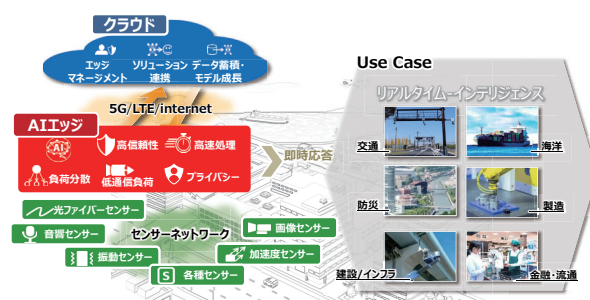 クラウド
エッジ
マネージメント
ソリューション
連携
データ蓄積・
モデル成長
5G/LTE/internet
AIエッジ
AI
高信頼性
高速処理
負荷分散
低通信負荷
プライバシー
即時応答
光ファイバーセンサー
音響センサー
センサーネットワーク
画像センサー
振動センサー
加速度センサー
S
各種センサー
Use Case
リアルタイム-インテリジェンス
交通
海洋
防災
製造
建設/インフラ
金融・流通